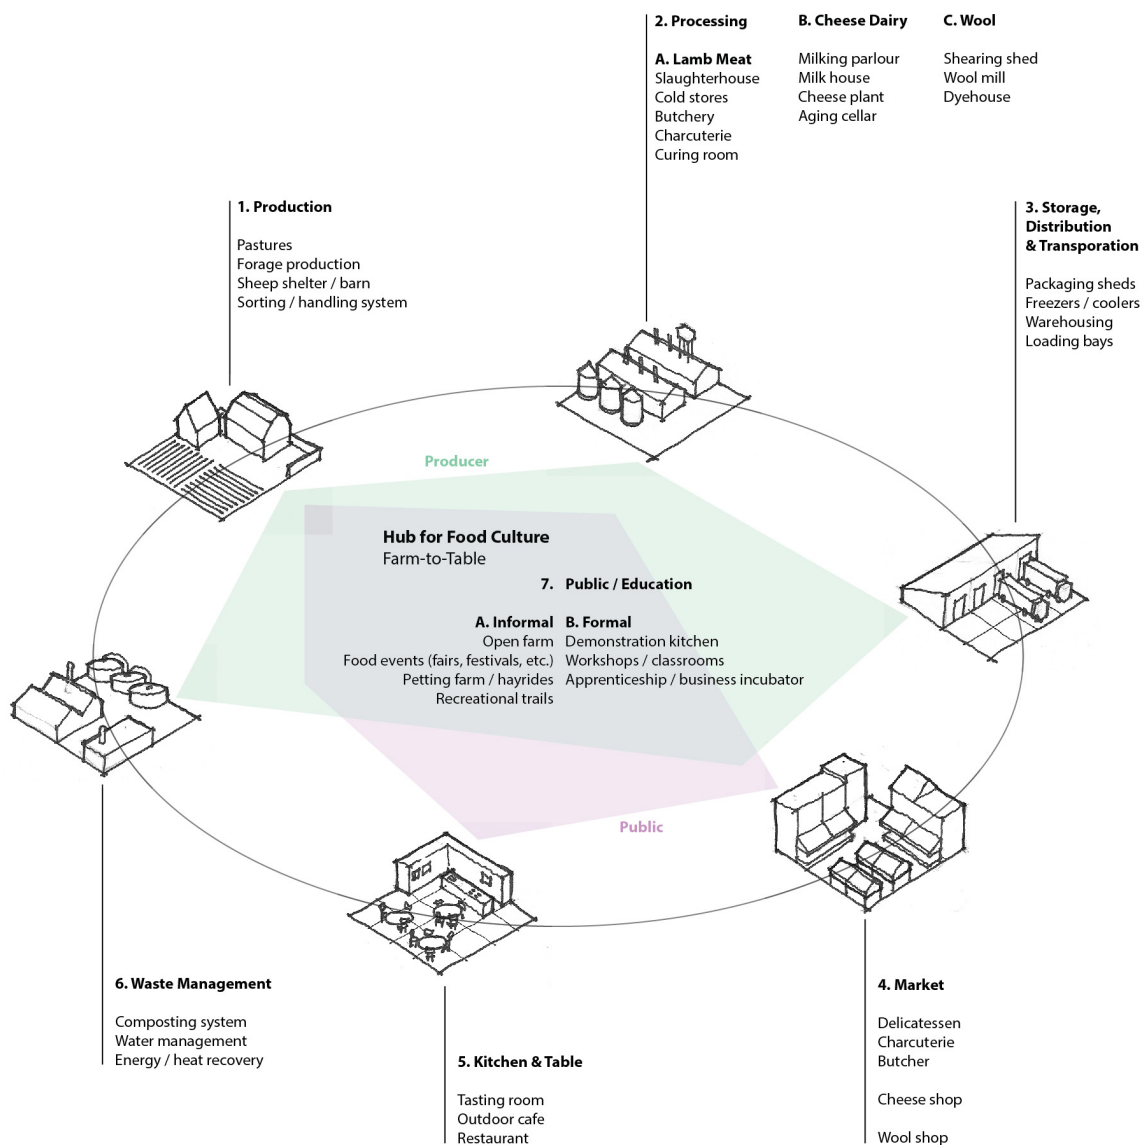 2. Processing
A. Lamb Meat
Slaughterhouse
Cold stores
Butchery
Charcuterie
Curing room
B. Cheese Dairy
Milking parlour
Milk house
Cheese plant
Aging cellar
C. Wool
Shearing shed
Wool mill
Dyehouse
1. Production
Pastures
Forage production
Sheep shelter / barn
Sorting / handling system
3. Storage,
Distribution
& Transporation
Packaging sheds
Freezers / coolers
Warehousing
Loading bays
Producer
Hub for Food Culture
Farm-to-Table
7. Public / Education
A. Informal
Open farm
Food events (fairs, festivals, etc.)
Petting farm / hayrides
Recreational trails
B. Formal
Demonstration kitchen
Workshops / classrooms
Apprenticeship / business incubator
Public
6. Waste Management
Composting system
Water management
Energy / heat recovery
5. Kitchen & Table
Tasting room
Outdoor cafe
Restaurant
4. Market
Delicatessen
Charcuterie
Butcher
Cheese shop
Wool shop